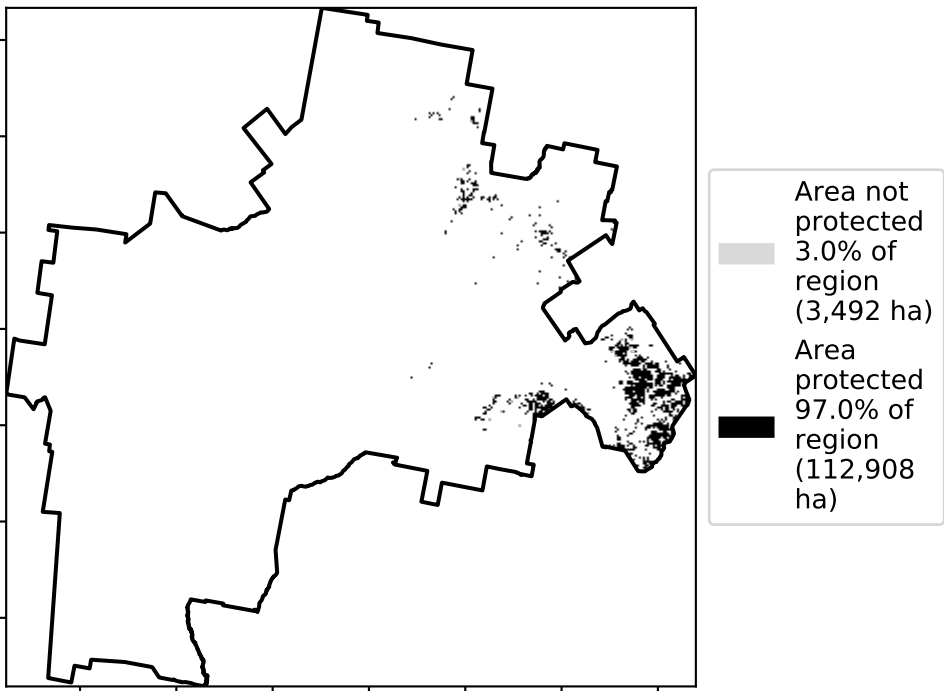 Area not
protected
3.0% of
region
(3,492 ha)
Area
protected
97.0% of
region
(112,908
ha)